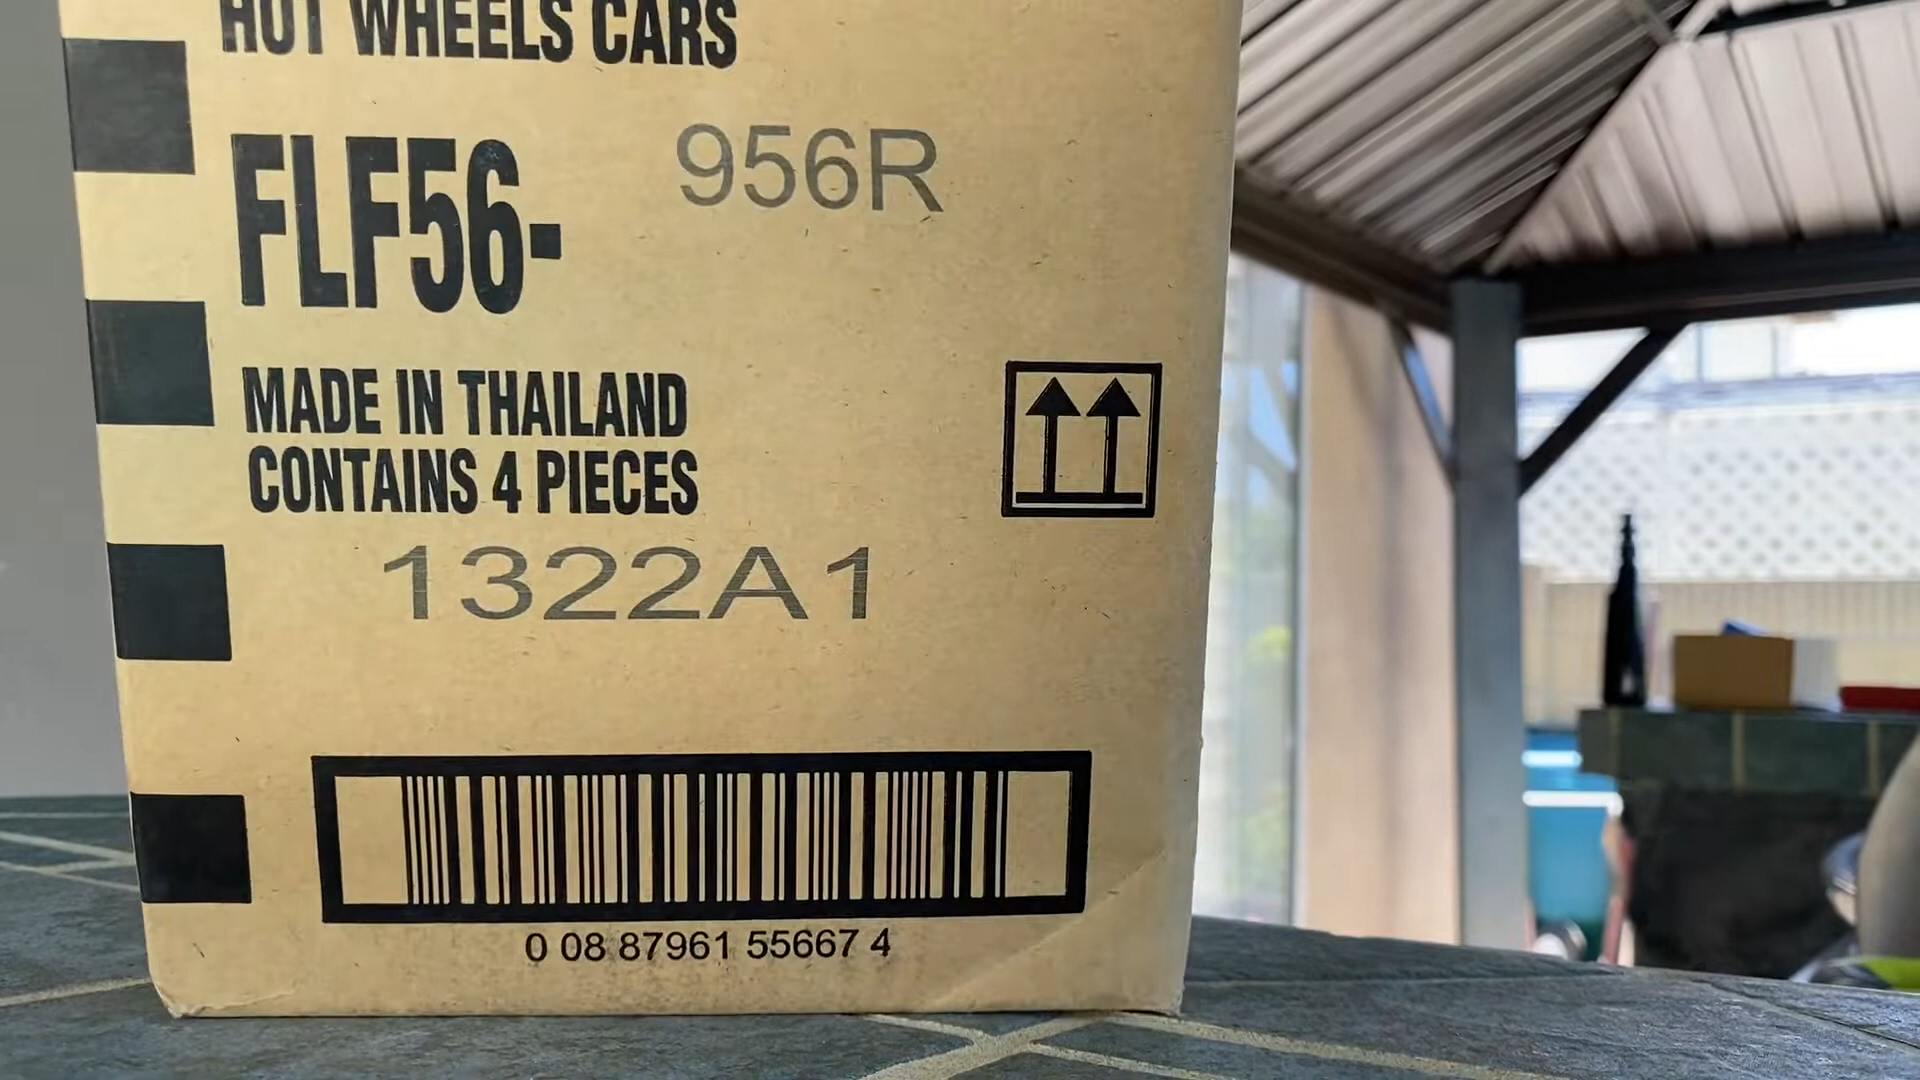 HOT WHEELS CARS
FLF56- 956R
MADE IN THAILAND
CONTAINS 4 PIECES
1322A1
0 08 87961 55667 4